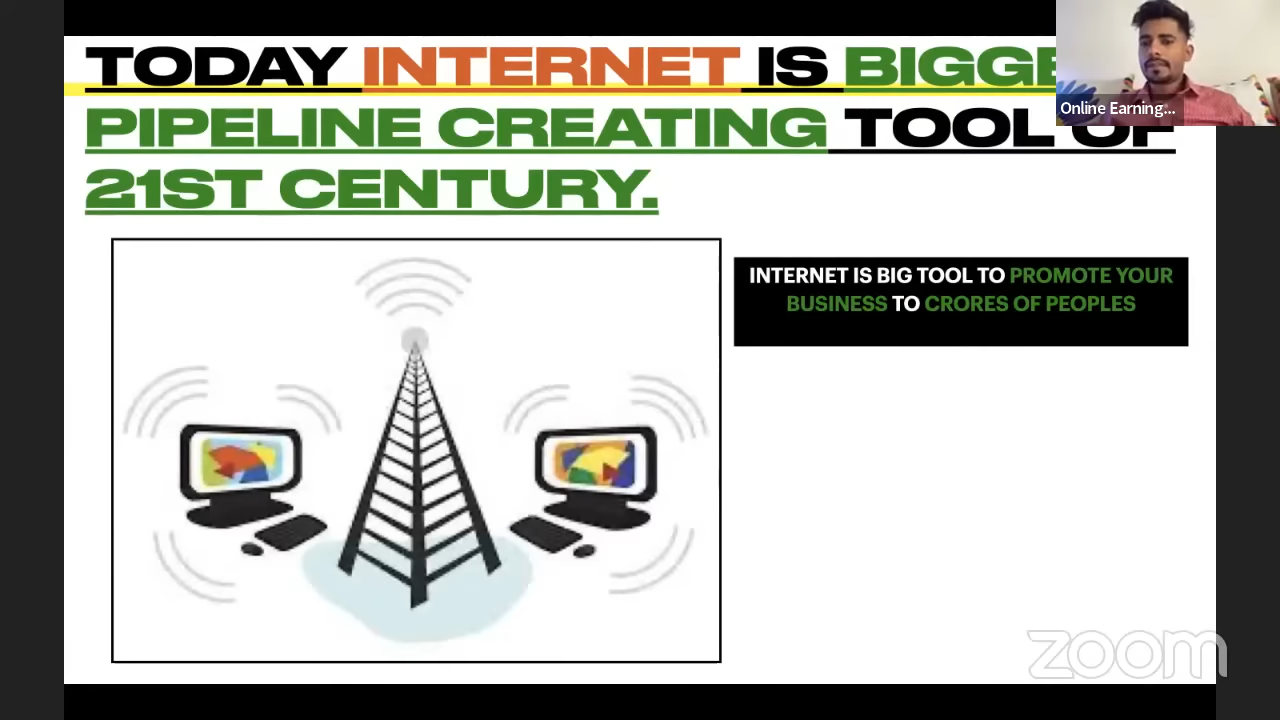 TODAY INTERNET IS
PIPELINE CREATING TOOL OF
21ST CENTURY.
Online Earning...
INTERNET IS BIG TOOL TO PROMOTE YOUR
BUSINESS TO CRORES OF PEOPLES
zoom